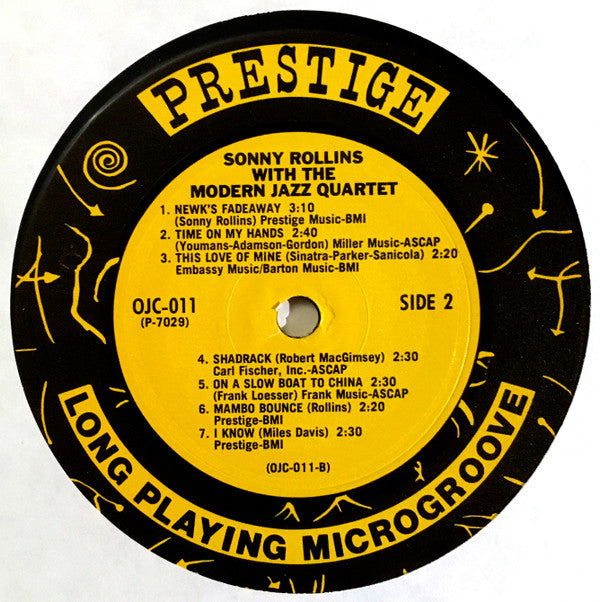 PRESTIGE
SONNY ROLLINS
WITH THE
MODERN JAZZ QUARTET
1. NEWK'S FADEAWAY 3:10
(Sonny Rollins) Prestige Music-BMI
2. TIME ON MY HANDS 2:40
(Youmans-Adamson-Gordon) Miller Music-ASCAP
3. THIS LOVE OF MINE (Sinatra-Parker-Sanicola) 2:20
Embassy Music/Barton Music-BMI
OJC-011
(P-7029)
SIDE 2
4. SHADRACK (Robert MacGimsey) 2:30
Carl Fischer, Inc.-ASCAP
5. ON A SLOW BOAT TO CHINA 2:30
(Frank Loesser) Frank Music-ASCAP
6. MAMBO BOUNCE (Rollins) 2:20
Prestige-BMI
7. I KNOW (Miles Davis) 2:30
Prestige-BMI
(OJC-011-B)
LONG PLAYING MICROGROOVE